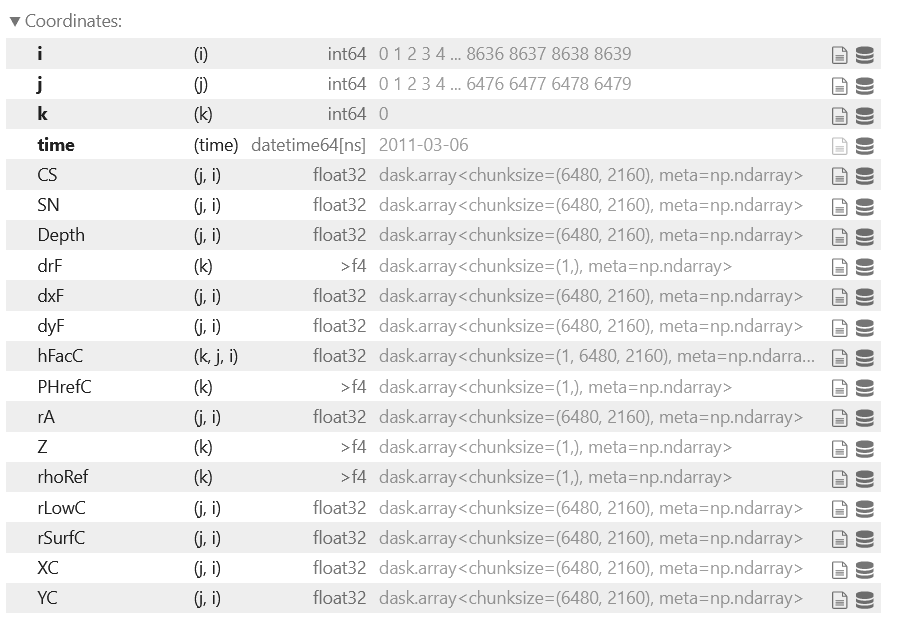 ▼ Coordinates:
i (i) int64 0 1 2 3 4 ... 8636 8637 8638 8639
j (j) int64 0 1 2 3 4 ... 6476 6477 6478 6479
k (k) int64 0
time (time) datetime64[ns] 2011-03-06
CS (j, i) float32 dask.array<chunksize=(6480, 2160), meta=np.ndarray>
SN (j, i) float32 dask.array<chunksize=(6480, 2160), meta=np.ndarray>
Depth (j, i) float32 dask.array<chunksize=(6480, 2160), meta=np.ndarray>
drF (k) >f4 dask.array<chunksize=(1,), meta=np.ndarray>
dxF (j, i) float32 dask.array<chunksize=(6480, 2160), meta=np.ndarray>
dyF (j, i) float32 dask.array<chunksize=(6480, 2160), meta=np.ndarray>
hFacC (k, j, i) float32 dask.array<chunksize=(1, 6480, 2160), meta=np.ndarra...
PHrefC (k) >f4 dask.array<chunksize=(1,), meta=np.ndarray>
rA (j, i) float32 dask.array<chunksize=(6480, 2160), meta=np.ndarray>
Z (k) >f4 dask.array<chunksize=(1,), meta=np.ndarray>
rhoRef (k) >f4 dask.array<chunksize=(1,), meta=np.ndarray>
rLowC (j, i) float32 dask.array<chunksize=(6480, 2160), meta=np.ndarray>
rSurfC (j, i) float32 dask.array<chunksize=(6480, 2160), meta=np.ndarray>
XC (j, i) float32 dask.array<chunksize=(6480, 2160), meta=np.ndarray>
YC (j, i) float32 dask.array<chunksize=(6480, 2160), meta=np.ndarray>